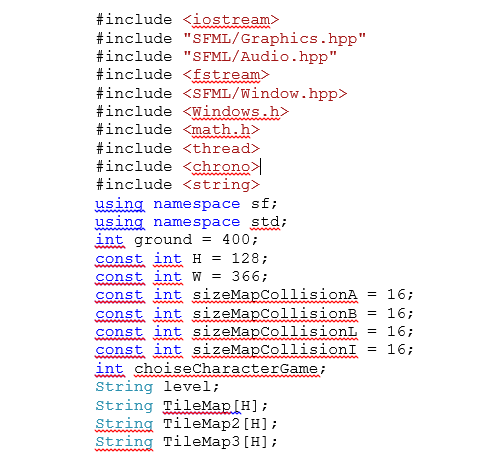 #include <iostream>
#include "SFML/Graphics.hpp"
#include "SFML/Audio.hpp"
#include <fstream>
#include <SFML/Window.hpp>
#include <Windows.h>
#include <math.h>
#include <thread>
#include <chrono>
#include <string>
using namespace sf;
using namespace std;
int ground = 400;
const int H = 128;
const int W = 366;
const int sizeMapCollisionA = 16;
const int sizeMapCollisionB = 16;
const int sizeMapCollisionL = 16;
const int sizeMapCollisionI = 16;
int choiseCharacterGame;
String level;
String TileMap[H];
String TileMap2[H];
String TileMap3[H];